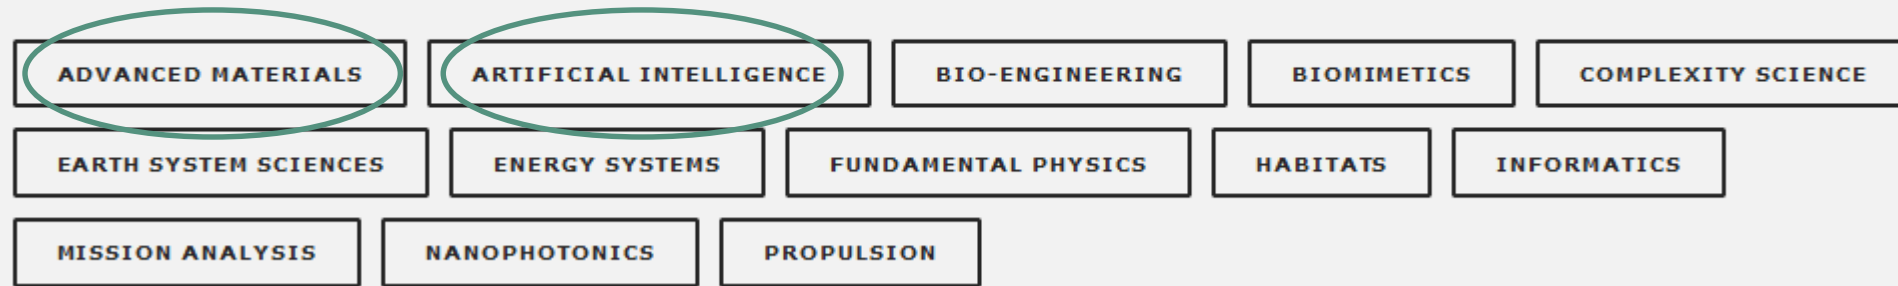 ADVANCED MATERIALS ARTIFICIAL INTELLIGENCE BIO-ENGINEERING BIOMIMETICS COMPLEXITY SCIENCE
EARTH SYSTEM SCIENCES ENERGY SYSTEMS FUNDAMENTAL PHYSICS HABITATS INFORMATICS
MISSION ANALYSIS NANOPHOTONICS PROPULSION